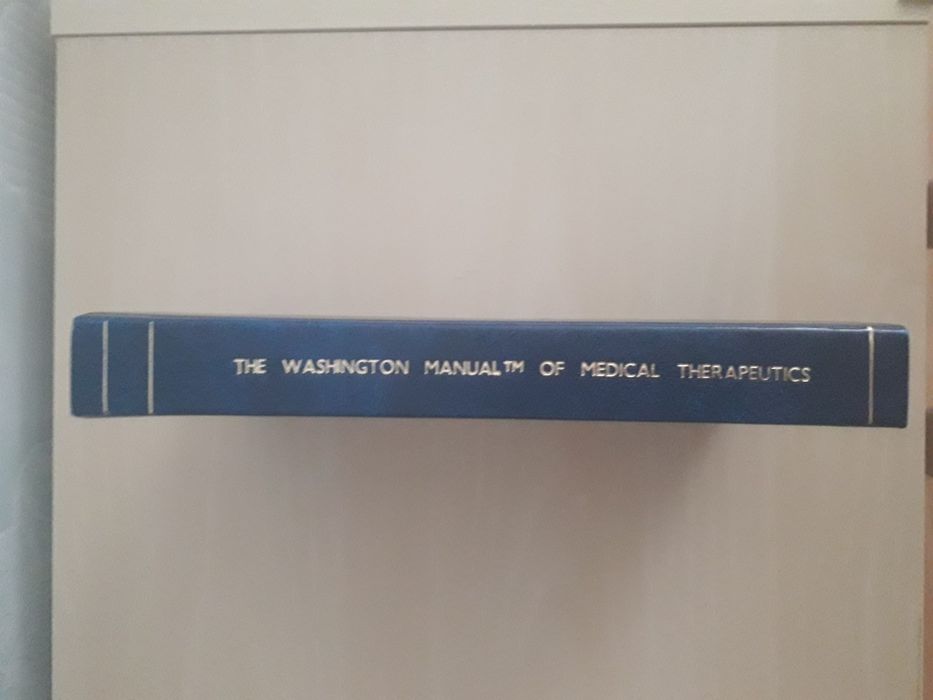 THE WASHINGTON MANUAL™ OF MEDICAL THERAPEUTICS